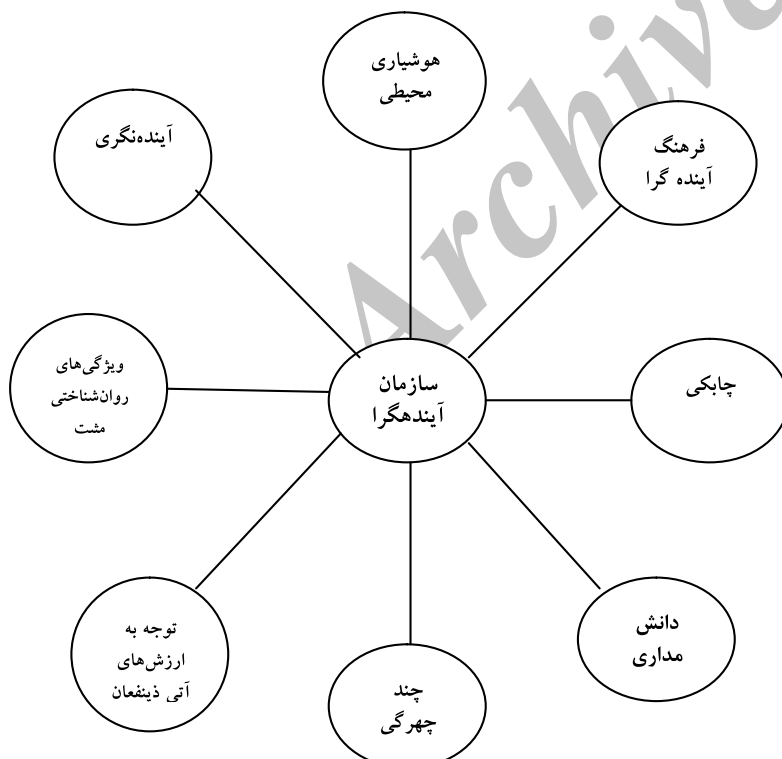 هوشیاری
محیطی
فرهنگ
آینده گرا
آینده‌نگری
چابکی
سازمان
آیندهگرا
ویژگی‌های
روان‌شناختی
مثبت
دانش
مداری
چند
چهرگی
توجه به
ارزش‌های
آتی ذینفعان
Archive